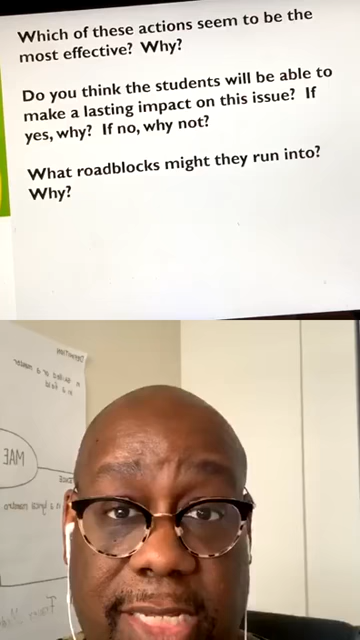 Which of these actions seem to be the
most effective? Why?
Do you think the students will be able to
make a lasting impact on this issue? If
yes, why? If no, why not?
What roadblocks might they run into?
Why?
DEFINITION
MAE